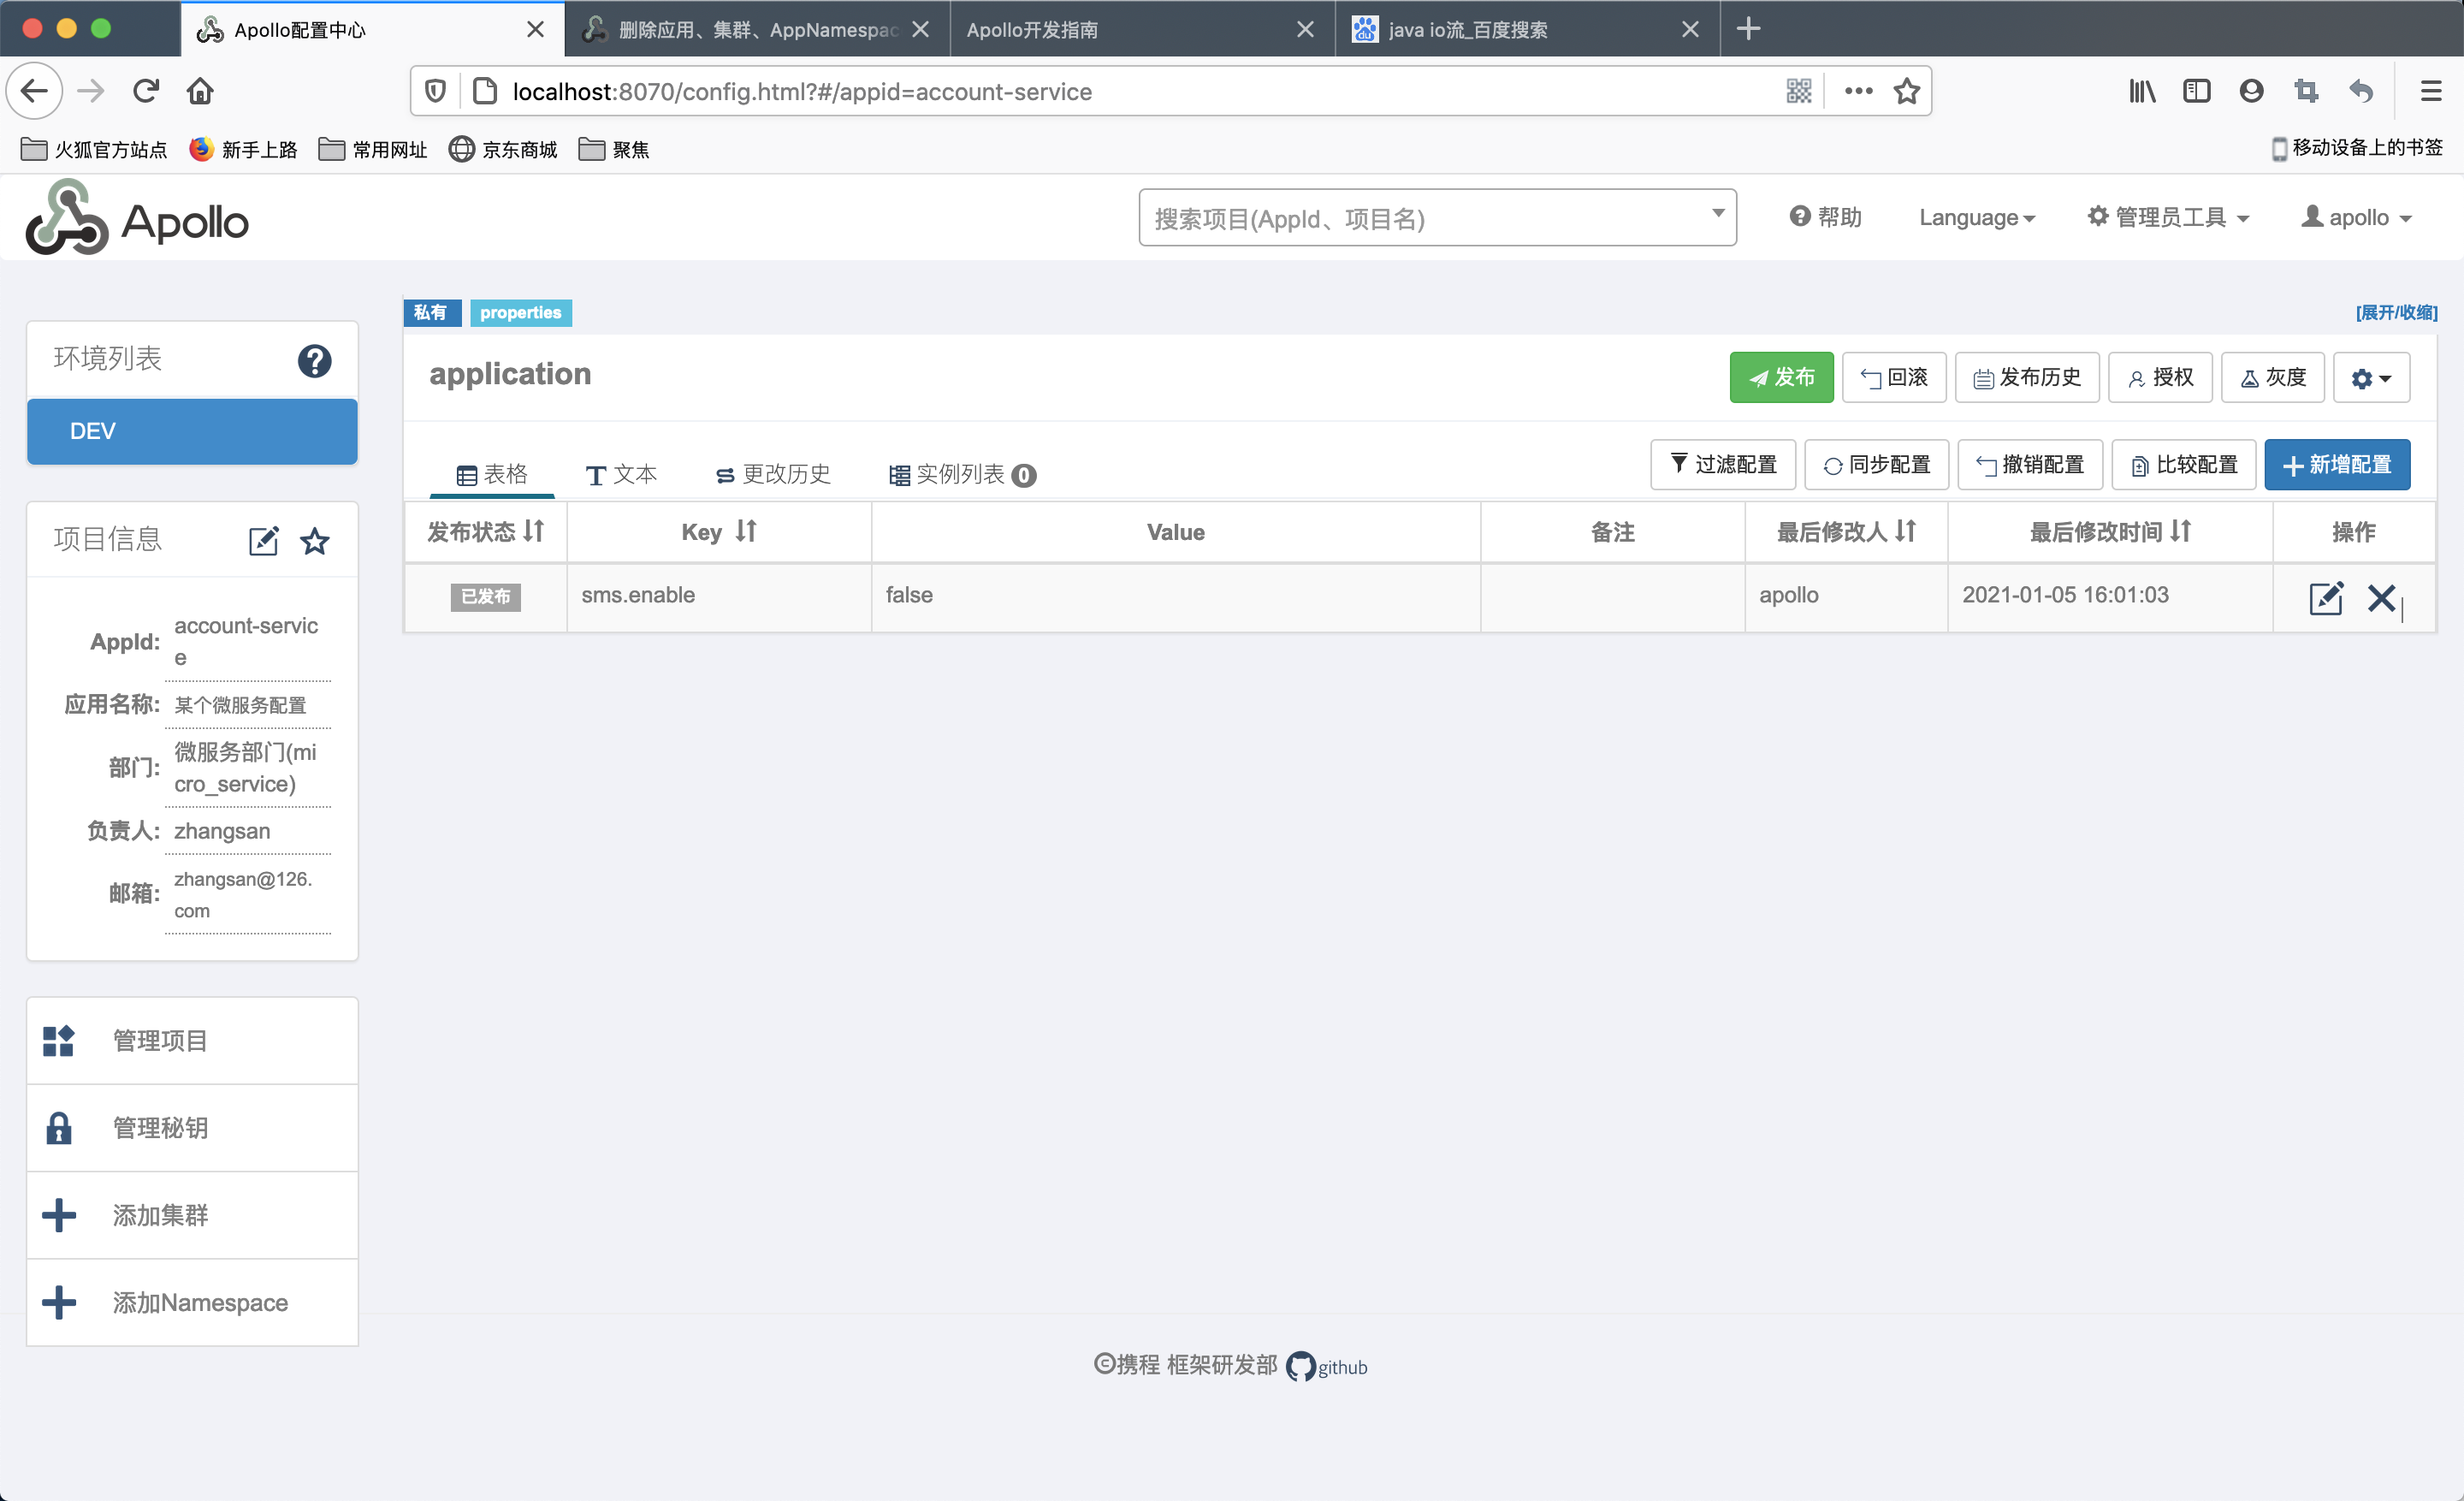 Apollo配置中心
删除应用、集群、AppNamespac
Apollo开发指南
java io流_百度搜索
localhost:8070/config.html?#/appid=account-service
火狐官方站点
新手上路
常用网址
京东商城
聚焦
移动设备上的书签
Apollo
搜索项目(AppId、项目名)
帮助
Language
管理员工具
apollo
环境列表
DEV
项目信息
AppId:
account-servic
e
应用名称:
某个微服务配置
部门:
微服务部门(mi
cro_service)
负责人:
zhangsan
邮箱:
zhangsan@126.
com
管理项目
管理秘钥
添加集群
添加Namespace
私有
properties
[展开/收缩]
application
发布
回滚
发布历史
授权
灰度
表格
文本
更改历史
实例列表 0
过滤配置
同步配置
撤销配置
比较配置
新增配置
发布状态
Key
Value
备注
最后修改人
最后修改时间
操作
已发布
sms.enable
false
apollo
2021-01-05 16:01:03
©携程 框架研发部 github